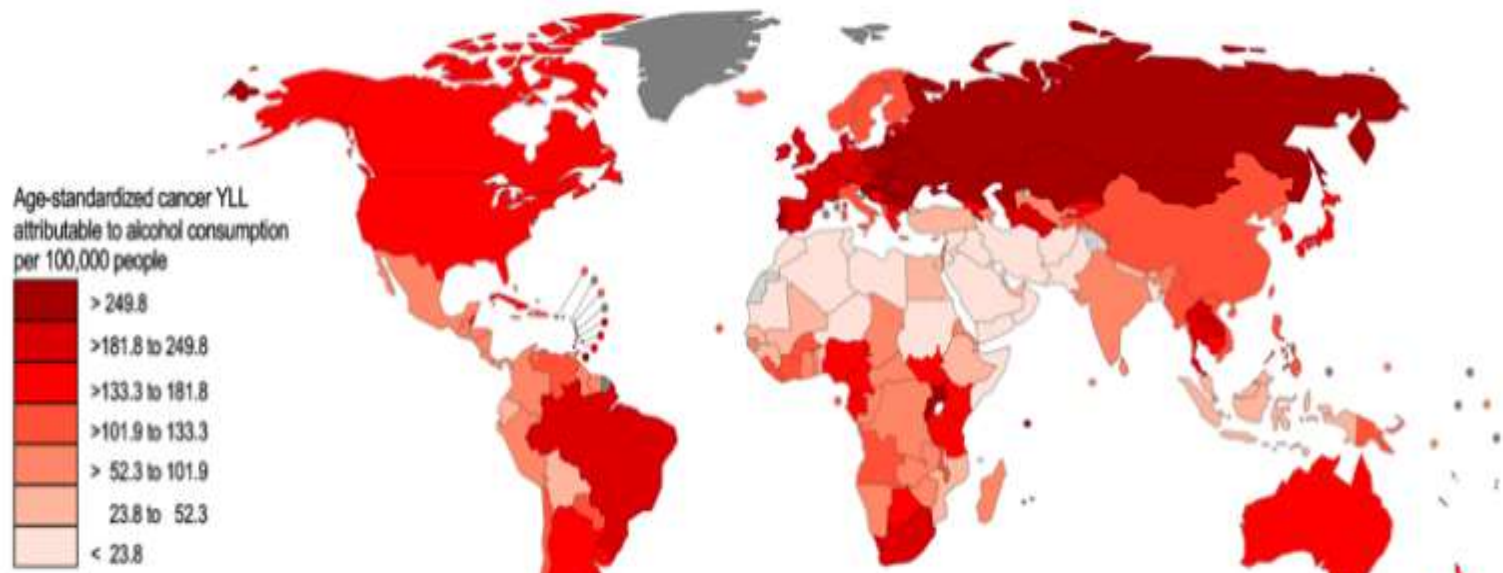 Age-standardized cancer YLL
attributable to alcohol consumption
per 100,000 people
> 249.8
>181.8 to 249.8
>133.3 to 181.8
>101.9 to 133.3
> 52.3 to 101.9
23.8 to 52.3
< 23.8